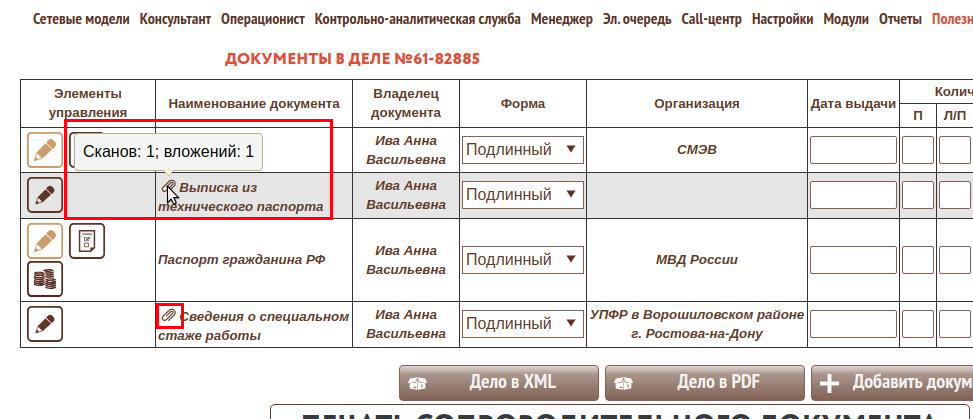 Сетевые модели Консультант Операционист Контрольно-аналитическая служба Менеджер Эл. очередь Call-центр Настройки Модули Отчеты Полезн
ДОКУМЕНТЫ В ДЕЛЕ №61-82885
Элементы управления Наименование документа Владелец документа Форма Организация Дата выдачи Колич
П Л/П
Сканов: 1; вложений: 1
Ива Анна Васильевна Подлинный СМЭВ
Выписка из технического паспорта Ива Анна Васильевна Подлинный
Паспорт гражданина РФ Ива Анна Васильевна Подлинный МВД России
Сведения о специальном стаже работы Ива Анна Васильевна Подлинный УПФР в Ворошиловском районе г. Ростова-на-Дону
Дело в XML Дело в PDF Добавить докум
ПЕЧАТЬ СОПРОВОДИТЕЛЬНОГО ДОКУМЕНТА